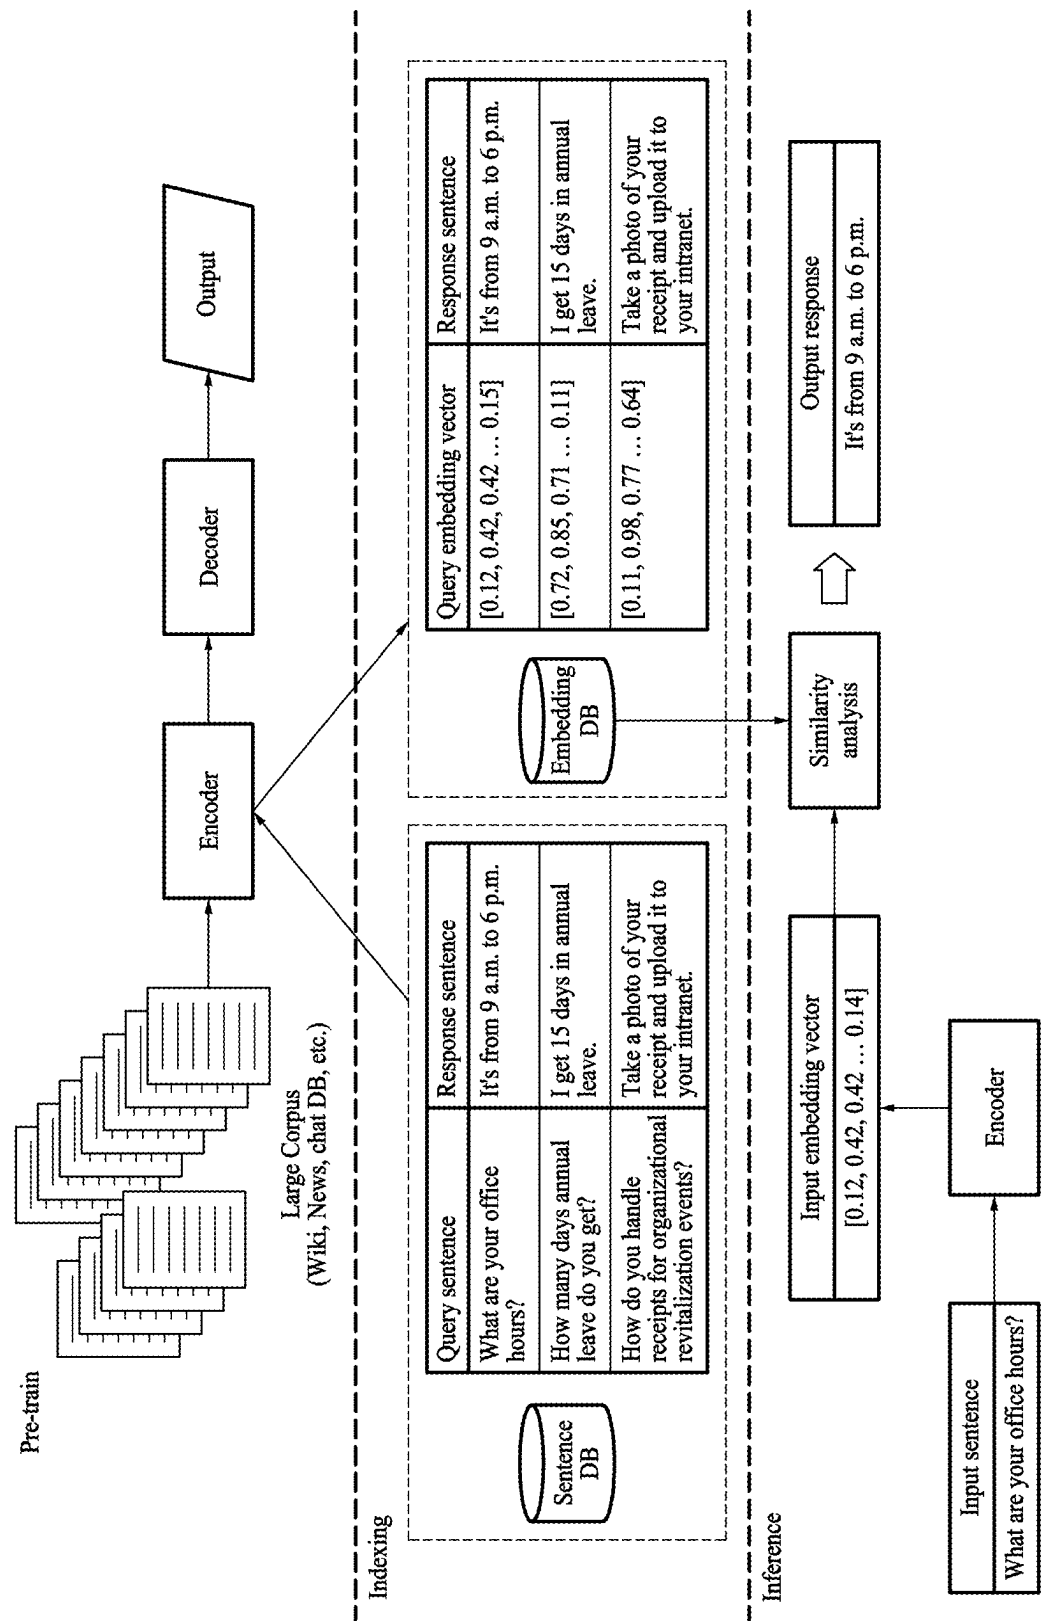 Pre-train
Large Corpus
(Wiki, News, chat DB, etc.)
Encoder
Decoder
Output
Indexing
Sentence
DB
Query sentence
Response sentence
What are your office
hours?
It's from 9 a.m. to 6 p.m.
How many days annual
leave do you get?
I get 15 days in annual
leave.
How do you handle
receipts for organizational
revitalization events?
Take a photo of your
receipt and upload it to
your intranet.
Embedding
DB
Query embedding vector
Response sentence
[0.12, 0.42, 0.42 ... 0.15]
It's from 9 a.m. to 6 p.m.
[0.72, 0.85, 0.71 ... 0.11]
I get 15 days in annual
leave.
[0.11, 0.98, 0.77 ... 0.64]
Take a photo of your
receipt and upload it to
your intranet.
Inference
Input sentence
What are your office hours?
Encoder
Input embedding vector
[0.12, 0.42, 0.42 ... 0.14]
Similarity
analysis
Output response
It's from 9 a.m. to 6 p.m.